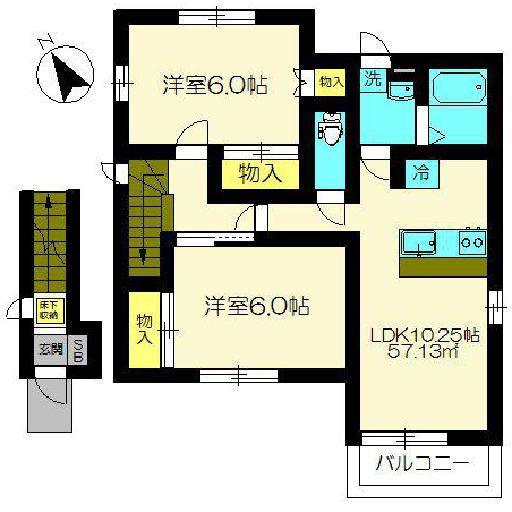 洋室6.0帖
物入
洗
物入
冷
洋室6.0帖
物入
床下
収納
玄関
SB
LDK10.25帖
57.13㎡
バルコニー